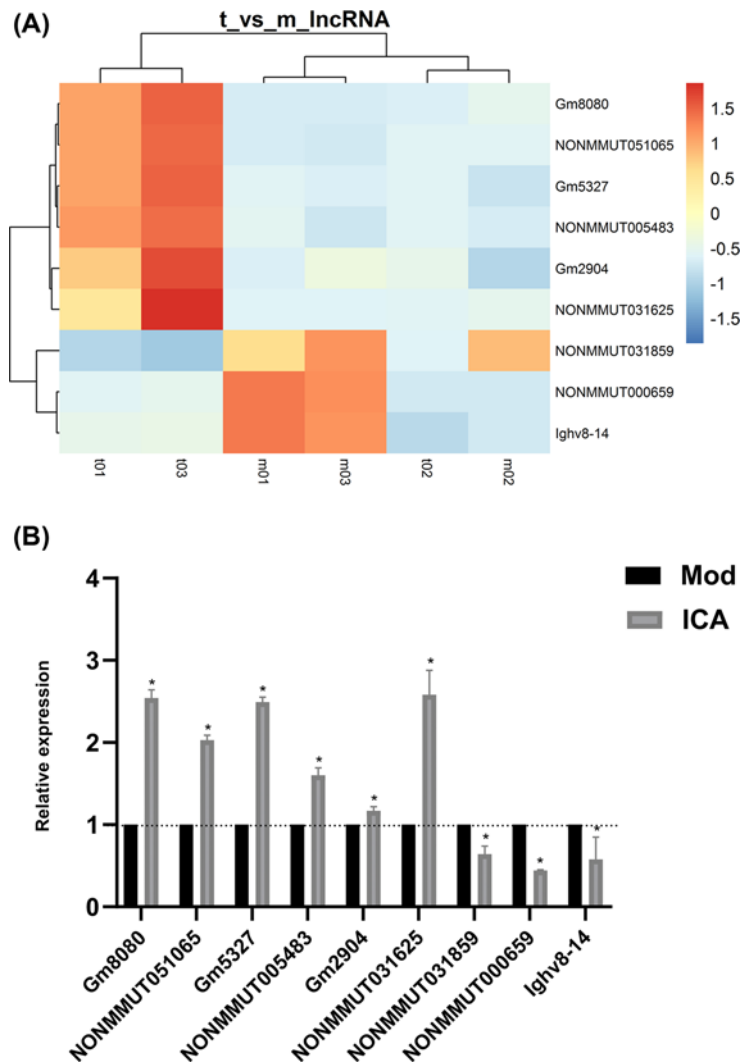 (A)
t_vs_m_lncRNA
Gm8080
NONMMUT051065
Gm5327
NONMMUT005483
Gm2904
NONMMUT031625
NONMMUT031859
NONMMUT000659
Ighv8-14
1.5
1
0.5
0
-0.5
-1
-1.5
t01
t03
m01
m03
t02
m02
(B)
Mod
ICA
Relative expression
4
3
2
1
0
*
*
*
*
*
*
*
*
*
Gm8080
NONMMUT051065
Gm5327
NONMMUT005483
Gm2904
NONMMUT031625
NONMMUT031859
NONMMUT000659
Ighv8-14